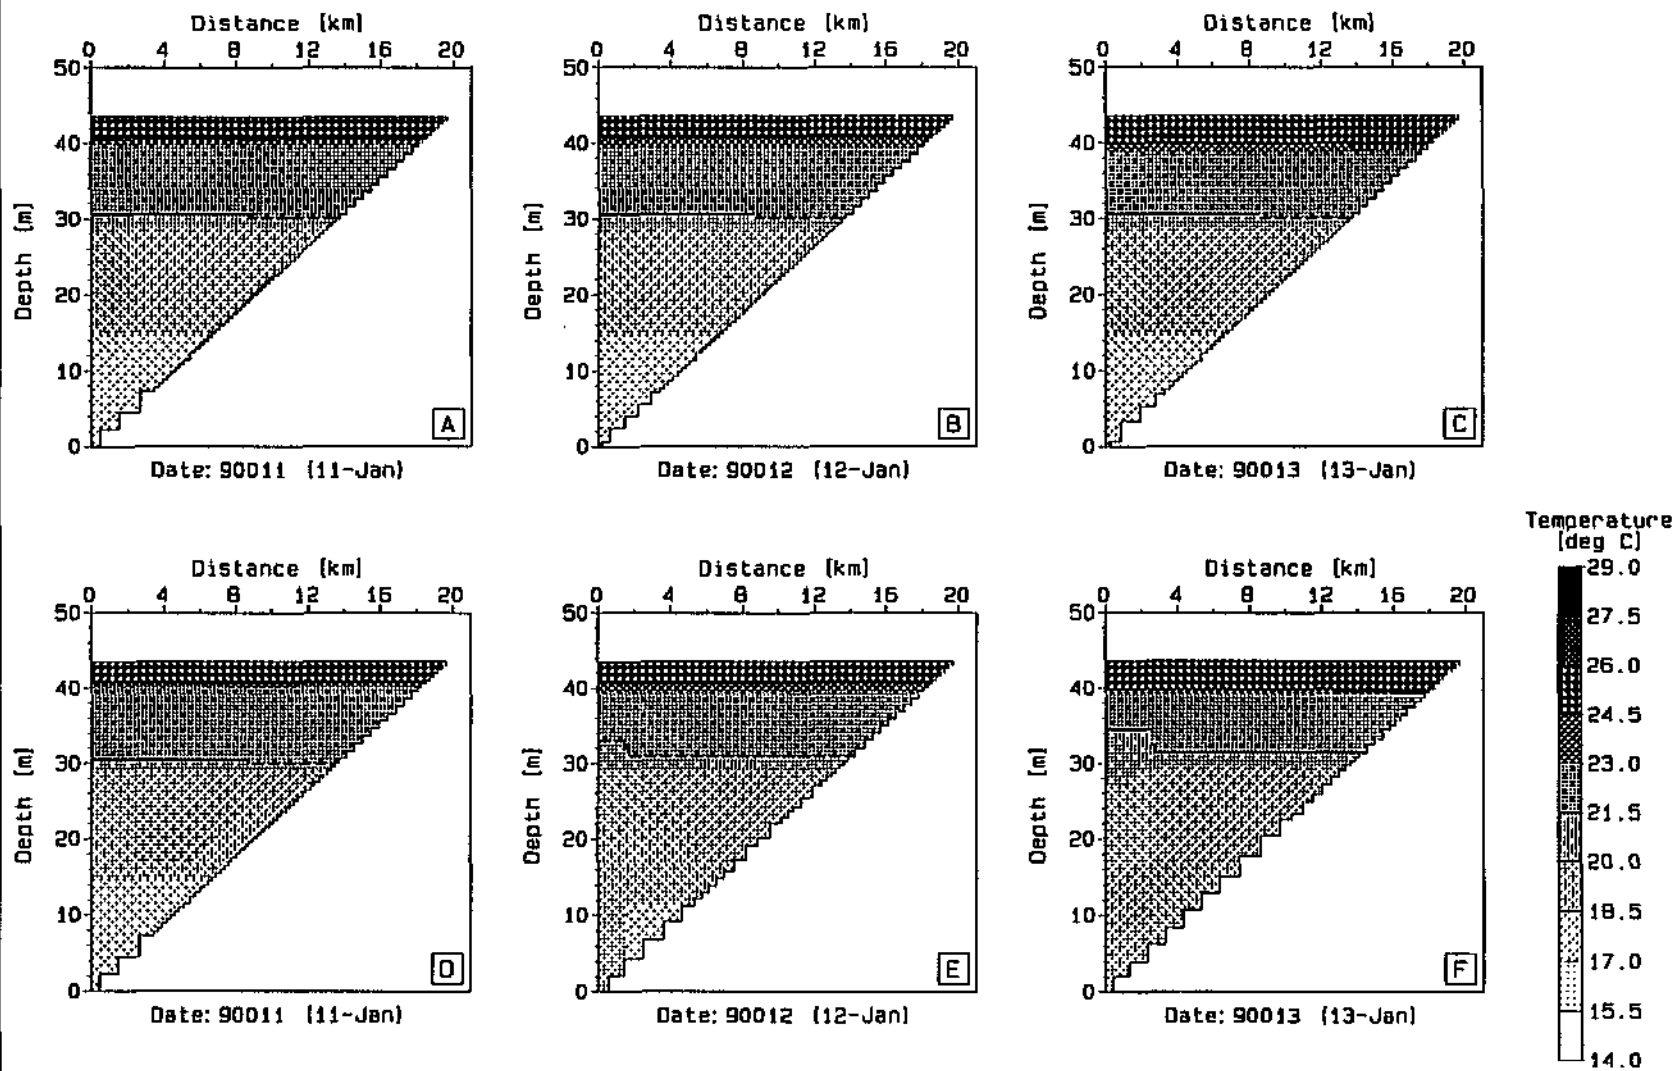 Distance [km]
0 4 8 12 16 20
50
40
30
20
10
0
Depth [m]
A
Date: 90011 (11-Jan)
Distance [km]
0 4 8 12 16 20
50
40
30
20
10
0
Depth [m]
B
Date: 90012 (12-Jan)
Distance [km]
0 4 8 12 16 20
50
40
30
20
10
0
Depth [m]
C
Date: 90013 (13-Jan)
Distance [km]
0 4 8 12 16 20
50
40
30
20
10
0
Depth [m]
D
Date: 90011 (11-Jan)
Distance [km]
0 4 8 12 16 20
50
40
30
20
10
0
Depth [m]
E
Date: 90012 (12-Jan)
Distance [km]
0 4 8 12 16 20
50
40
30
20
10
0
Depth [m]
F
Date: 90013 (13-Jan)
Temperature
[deg C]
29.0
27.5
26.0
24.5
23.0
21.5
20.0
18.5
17.0
15.5
14.0